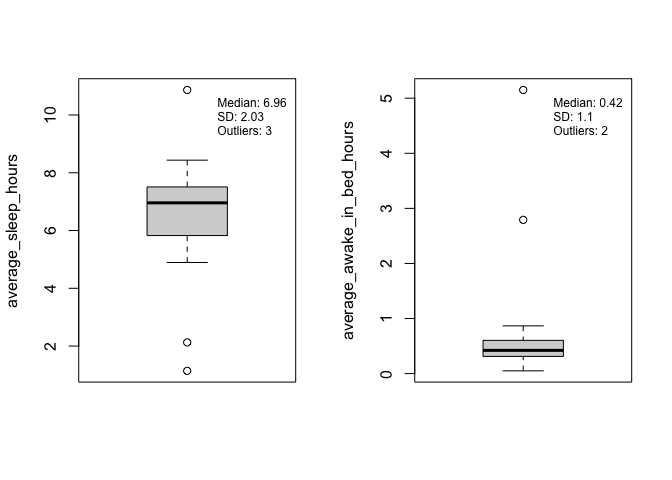 average_sleep_hours
2
4
6
8
10
Median: 6.96
SD: 2.03
Outliers: 3
average_awake_in_bed_hours
0
1
2
3
4
5
Median: 0.42
SD: 1.1
Outliers: 2